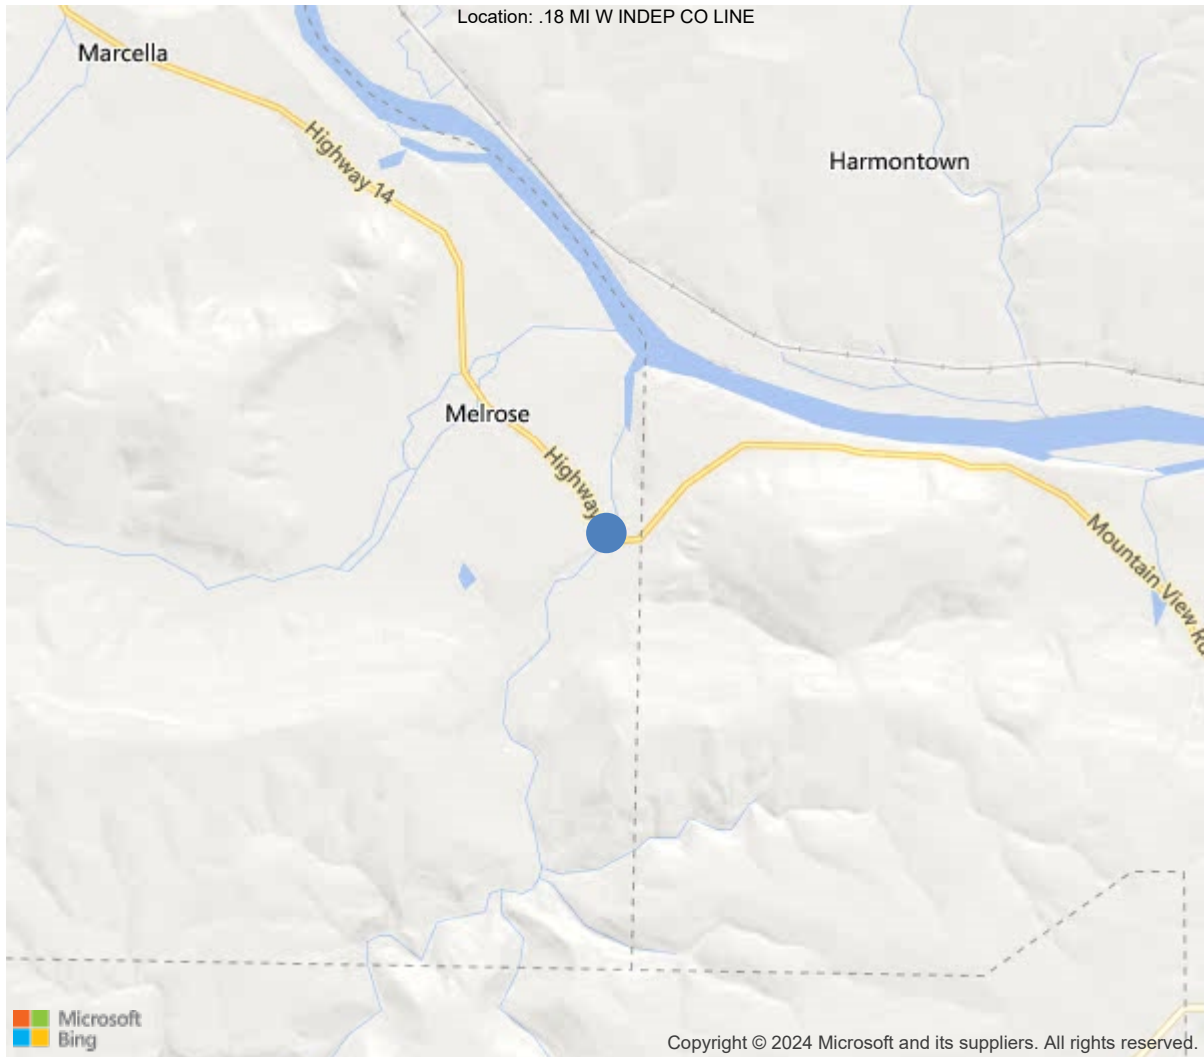 Location: .18 MI W INDEP CO LINE
Marcella
Highway 14
Harmontown
Melrose
Highway
Mountain View Rd
Microsoft
Bing
Copyright © 2024 Microsoft and its suppliers. All rights reserved.